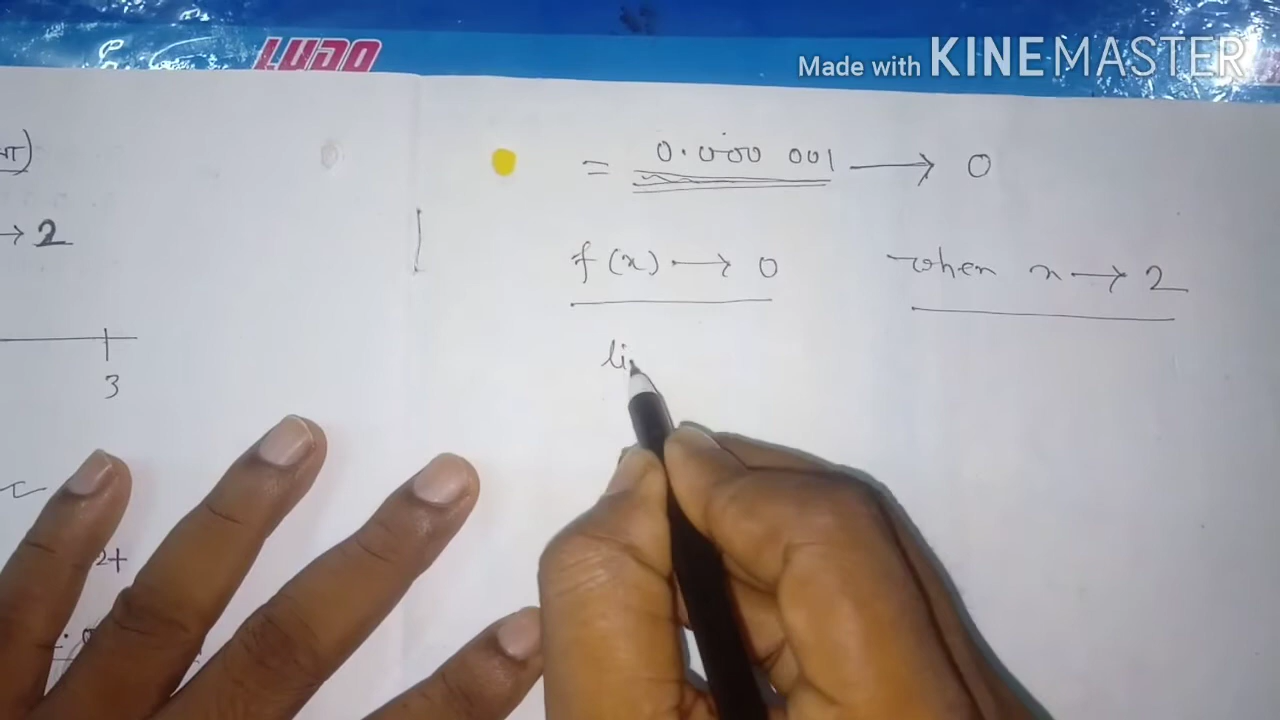 LUDO
Made with KINEMASTER
= 0.000 001 → 0
→ 2
f(x) → 0 when x → 2
li
3
2+